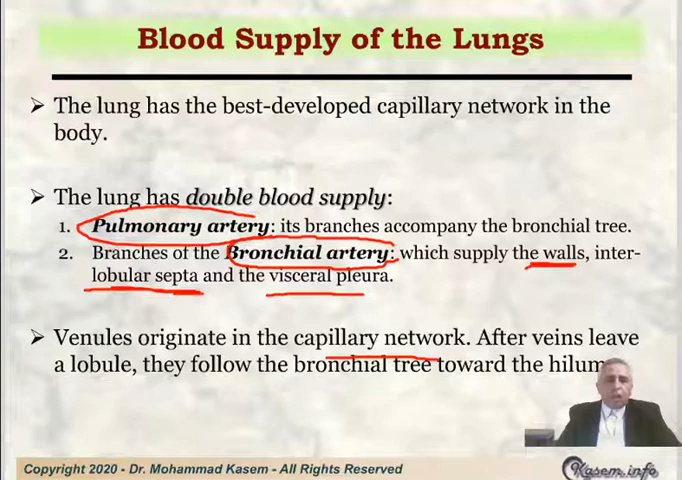 Blood Supply of the Lungs
➢ The lung has the best-developed capillary network in the
body.
➢ The lung has double blood supply:
1. Pulmonary artery: its branches accompany the bronchial tree.
2. Branches of the Bronchial artery: which supply the walls, inter-
lobular septa and the visceral pleura.
➢ Venules originate in the capillary network. After veins leave
a lobule, they follow the bronchial tree toward the hilum
Copyright 2020 - Dr. Mohammad Kasem - All Rights Reserved
Kasem.info